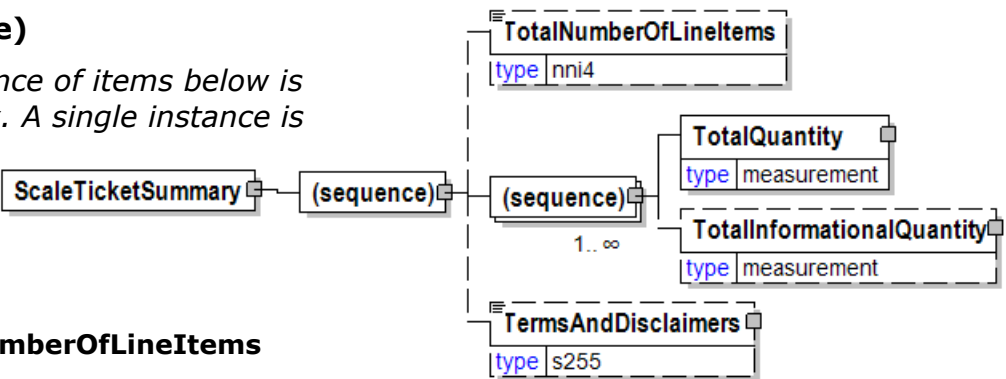 e)
nce of items below is
. A single instance is
mberOfLineItems
ScaleTicketSummary
(sequence)
TotalNumberOfLineItems
type nni4
(sequence)
1.. ∞
TotalQuantity
type measurement
TotalInformationalQuantity
type measurement
TermsAndDisclaimers
type s255